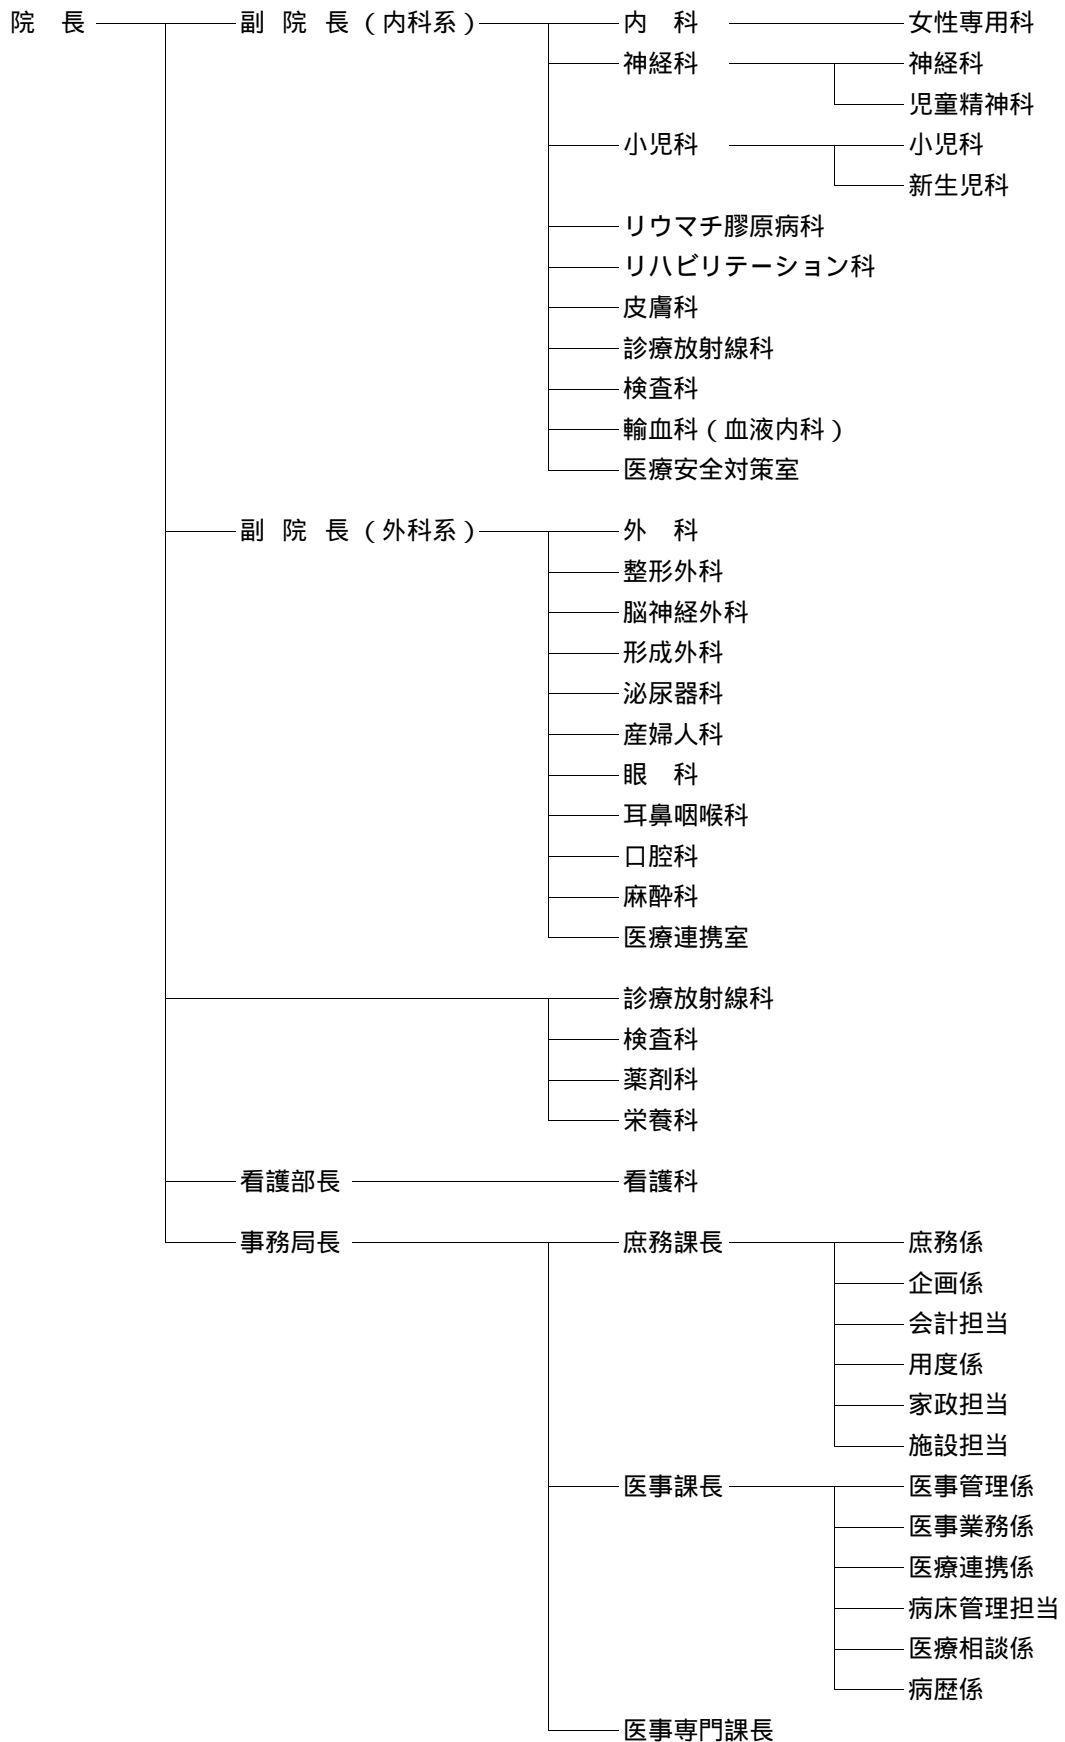 院　長 副 院 長（内科系） 内　科 女性専用科
神経科 神経科
児童精神科
小児科 小児科
新生児科
リウマチ膠原病科
リハビリテーション科
皮膚科
診療放射線科
検査科
輸血科（血液内科）
医療安全対策室
副 院 長（外科系） 外　科
整形外科
脳神経外科
形成外科
泌尿器科
産婦人科
眼　科
耳鼻咽喉科
口腔科
麻酔科
医療連携室
診療放射線科
検査科
薬剤科
栄養科
看護部長 看護科
事務局長 庶務課長 庶務係
企画係
会計担当
用度係
家政担当
施設担当
医事課長 医事管理係
医事業務係
医療連携係
病床管理担当
医療相談係
病歴係
医事専門課長